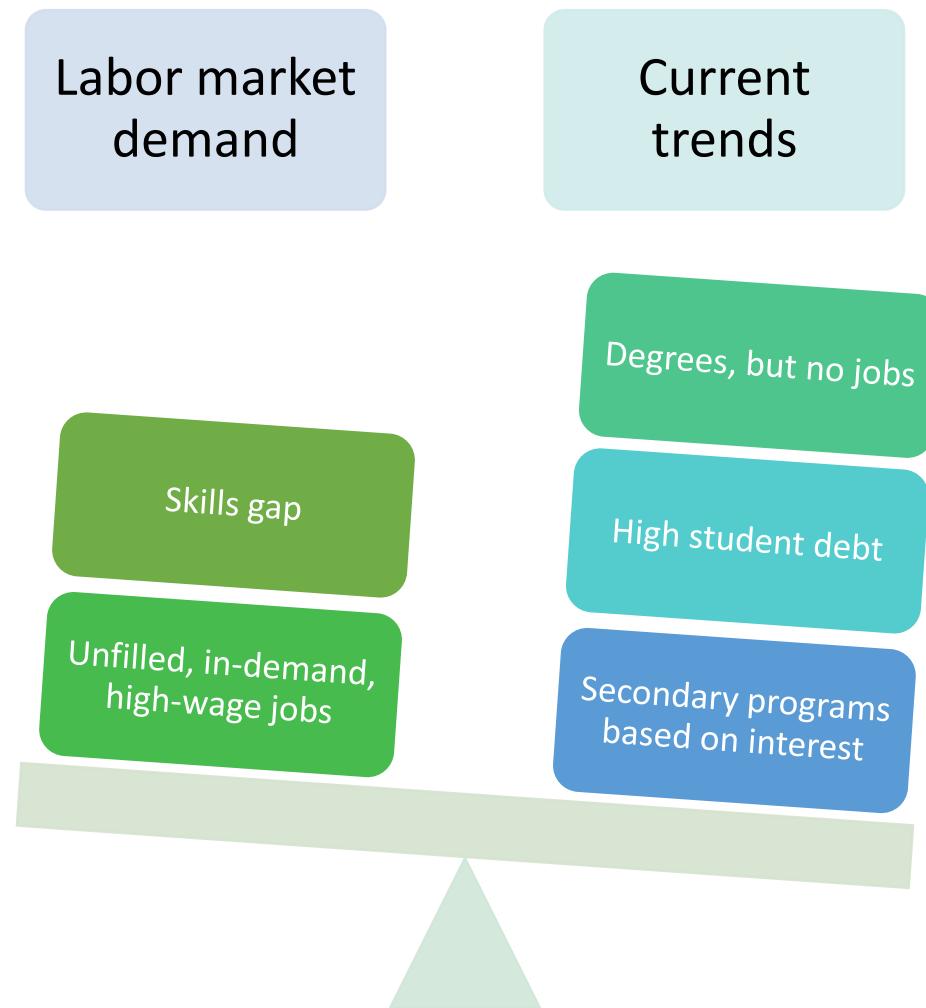 Labor market
demand
Current
trends
Skills gap
Unfilled, in-demand,
high-wage jobs
Degrees, but no jobs
High student debt
Secondary programs
based on interest